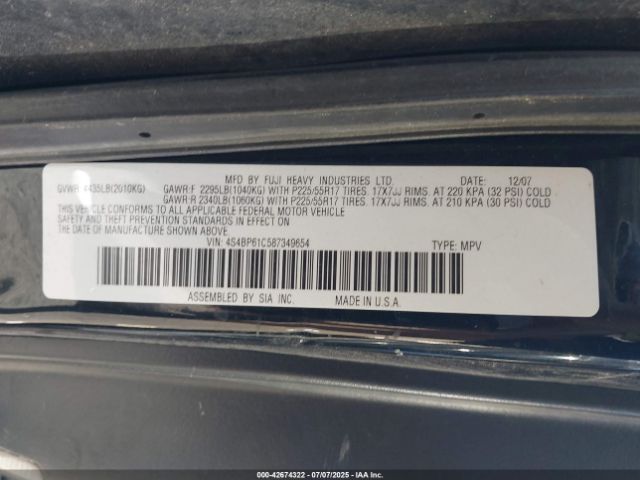 MFD BY FUJI HEAVY INDUSTRIES LTD. DATE: 12/07
GVWR: 4435LB(2010KG) GAWR:F 2295LB(1040KG) WITH P225/55R17 TIRES. 17X7JJ RIMS. AT 220 KPA (32 PSI) COLD
GAWR:R 2340LB(1060KG) WITH P225/55R17 TIRES. 17X7JJ RIMS. AT 210 KPA (30 PSI) COLD
THIS VEHICLE CONFORMS TO ALL APPLICABLE FEDERAL MOTOR VEHICLE
SAFETY AND THEFT PREVENTION STANDARDS IN EFFECT ON
THE DATE OF MANUFACTURE SHOWN ABOVE.
VIN: 4S4BP61C587349654 TYPE: MPV
ASSEMBLED BY SIA INC. MADE IN U.S.A.
000-42674322 - 07/07/2025 - ©IAAI.COM